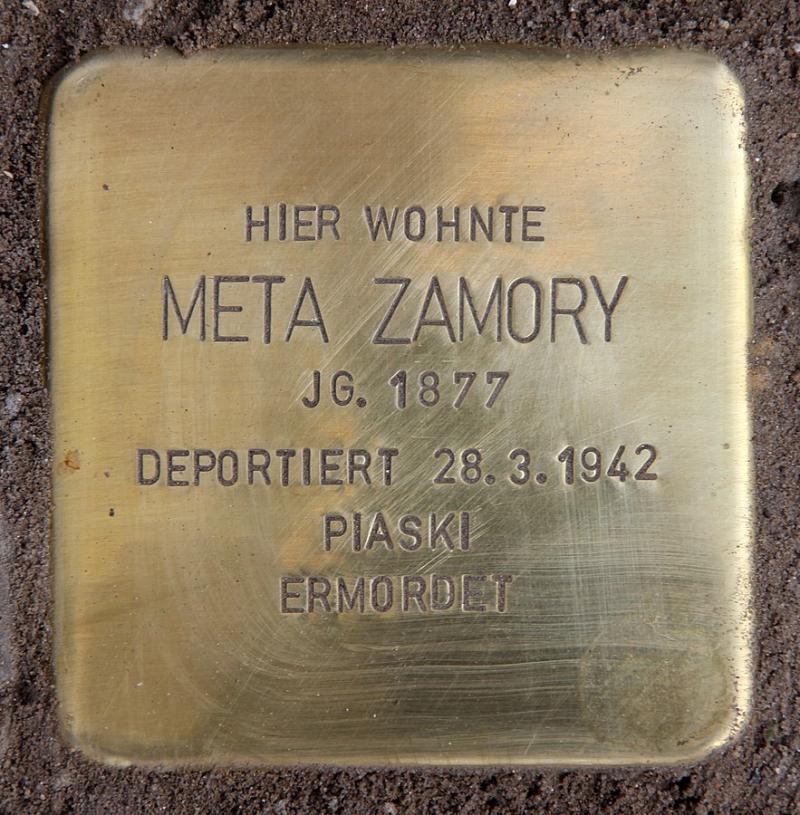 HIER WOHNTE
META ZAMORY
JG. 1877
DEPORTIERT 28.3.1942
PIASKI
ERMORDET